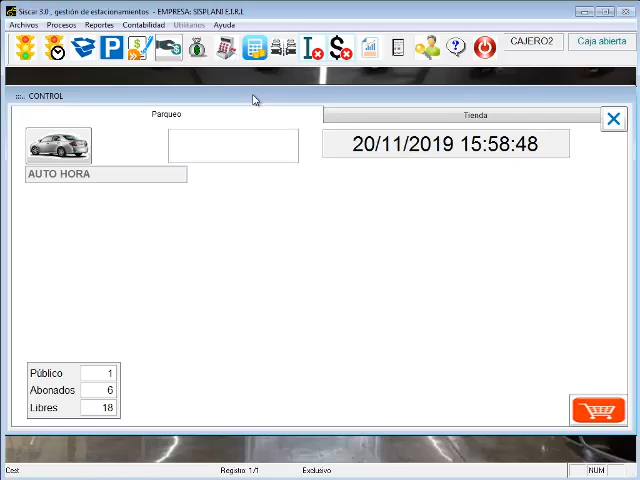 Siscar 3.0 , gestión de estacionamientos - EMPRESA: SISPLANI E.I.R.L
Archivos Procesos Reportes Contabilidad Utilitarios Ayuda
CAJERO2 Caja abierta
:::.. CONTROL
Parqueo Tienda
20/11/2019 15:58:48
AUTO HORA
Público 1
Abonados 6
Libres 18
Cest Registro: 1/1 Exclusivo NUM